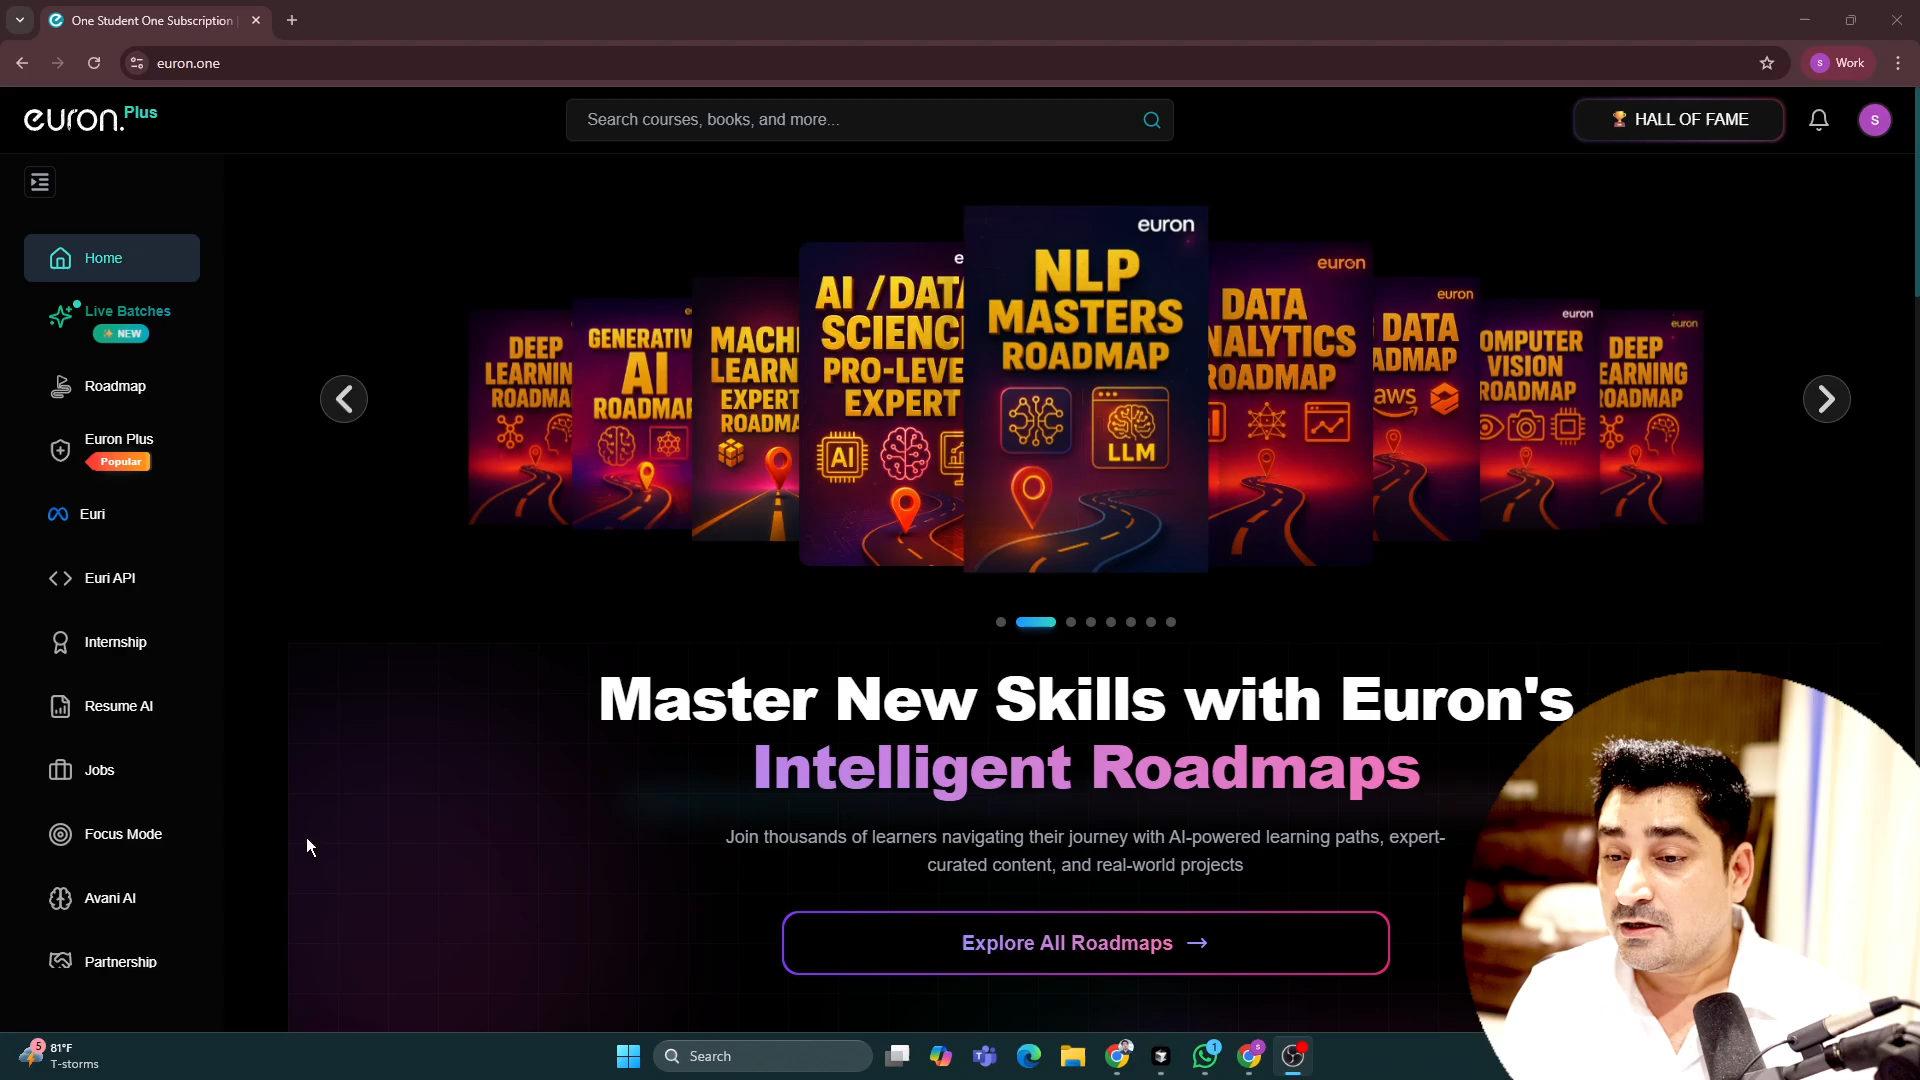 One Student One Subscription
euron.one
S
Work
euron.Plus
Search courses, books, and more...
HALL OF FAME
S
Home
Live Batches
NEW
Roadmap
Euron Plus
Popular
Euri
Euri API
Internship
Resume AI
Jobs
Focus Mode
Avani AI
Partnership
DEEP
LEARNIN
ROADMA
GENERATIV
AI
ROADMAP
MACHI
LEARN
EXPERT
ROADMA
e
AI / DATA
SCIENC
PRO-LEVE
EXPERT
AI
euron
NLP
MASTERS
ROADMAP
LLM
euron
DATA
NALYTICS
ROADMAP
euron
DATA
ADMAP
aws
euron
OMPUTER
VISION
ROADMAP
euron
DEEP
EARNING
ROADMAP
Master New Skills with Euron's
Intelligent Roadmaps
Join thousands of learners navigating their journey with AI-powered learning paths, expert-
curated content, and real-world projects
Explore All Roadmaps →
5
81°F
T-storms
Search
1
S